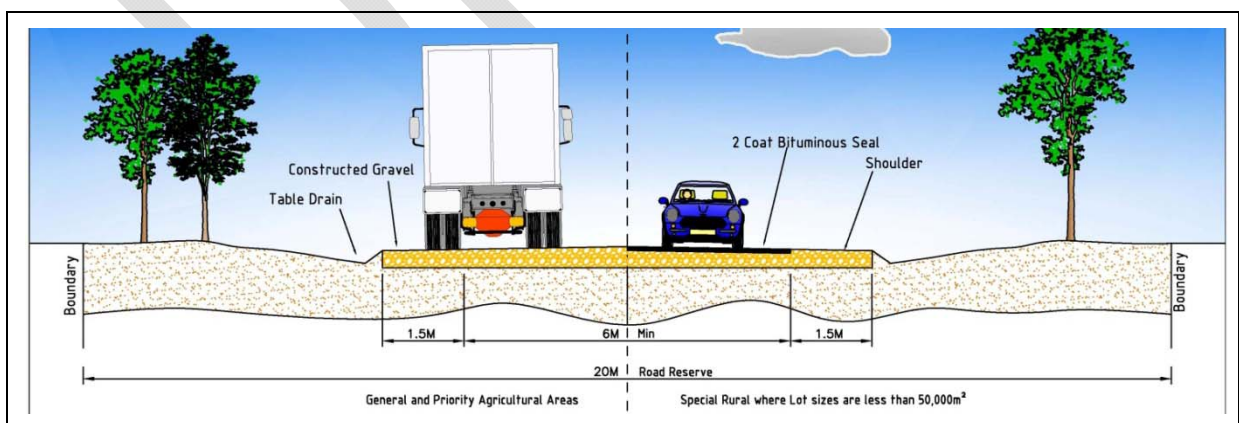 2 Coat Bituminous Seal
Shoulder
Constructed Gravel
Table Drain
Boundary
Boundary
1.5M
6M Min
1.5M
20M Road Reserve
General and Priority Agricultural Areas
Special Rural where Lot sizes are less than 50,000m²